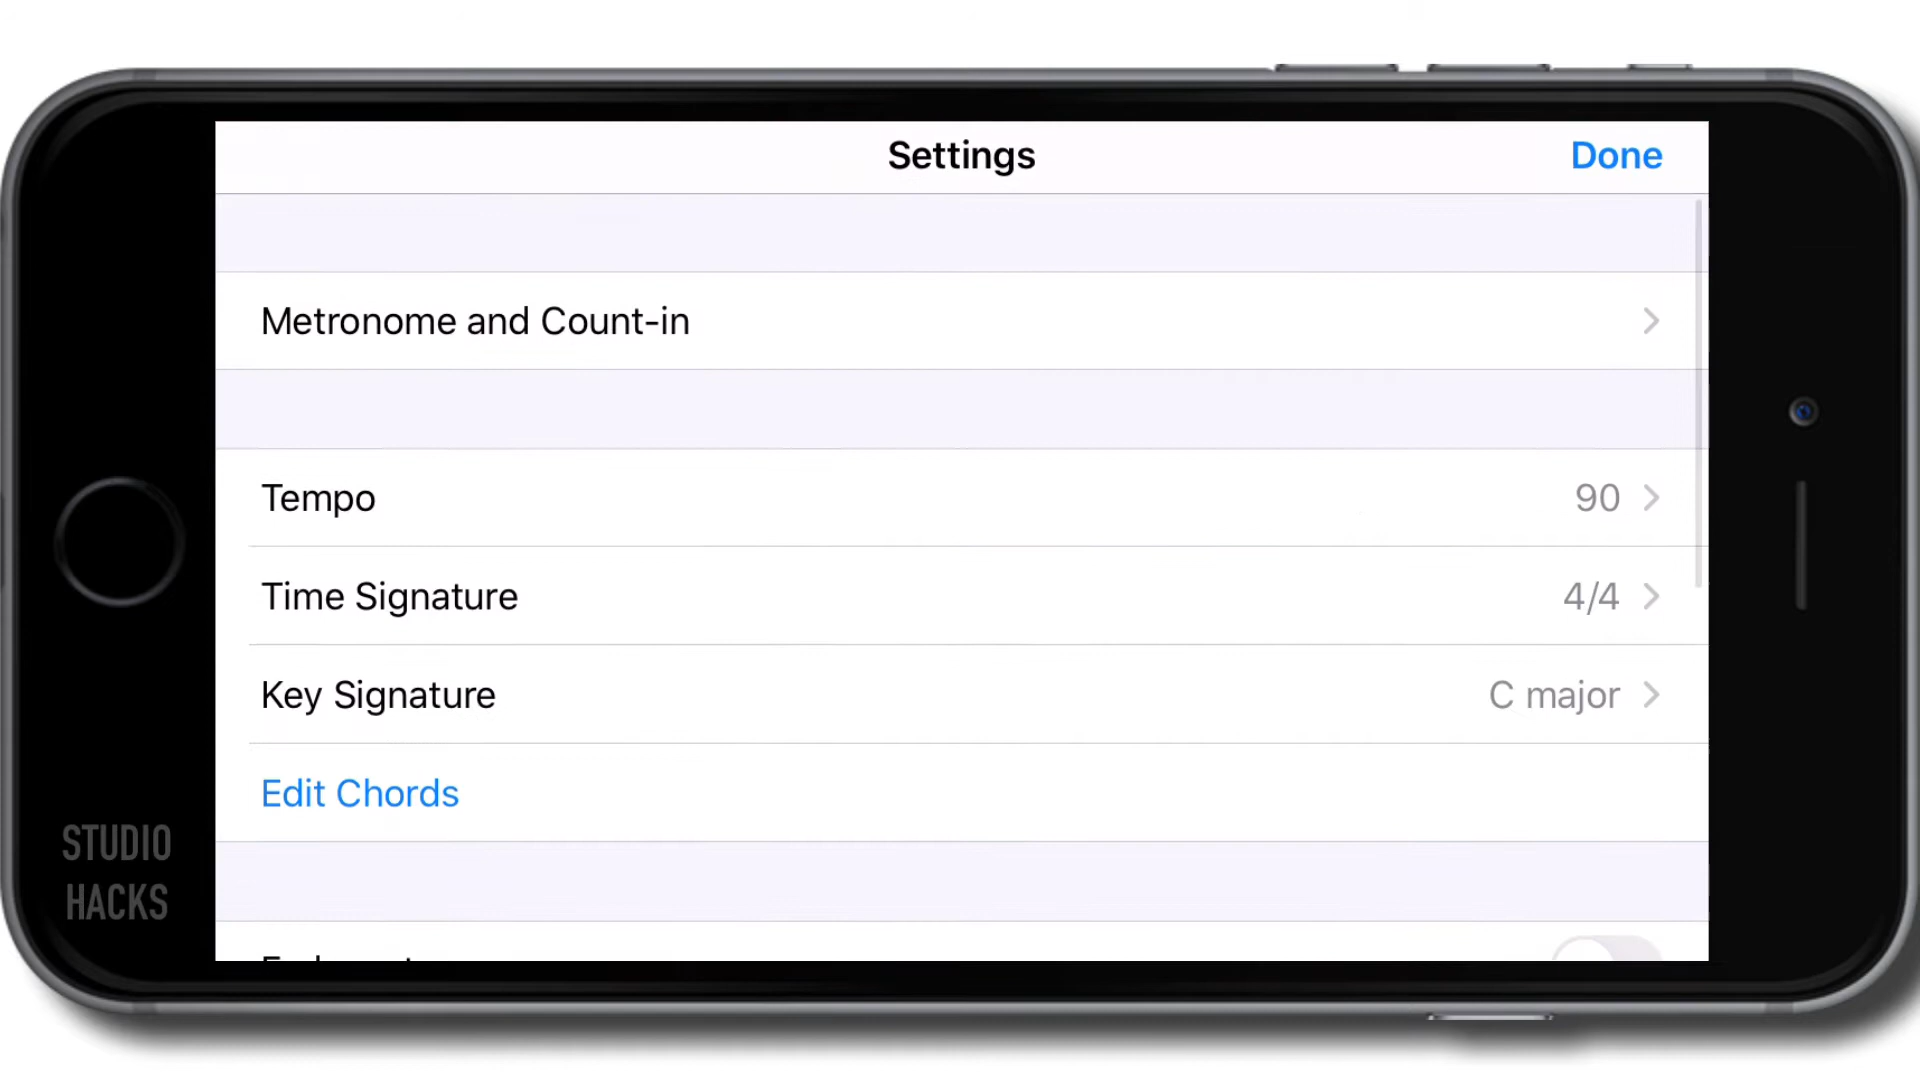 Settings
Done
Metronome and Count-in
Tempo
90
Time Signature
4/4
Key Signature
C major
Edit Chords
STUDIO
HACKS